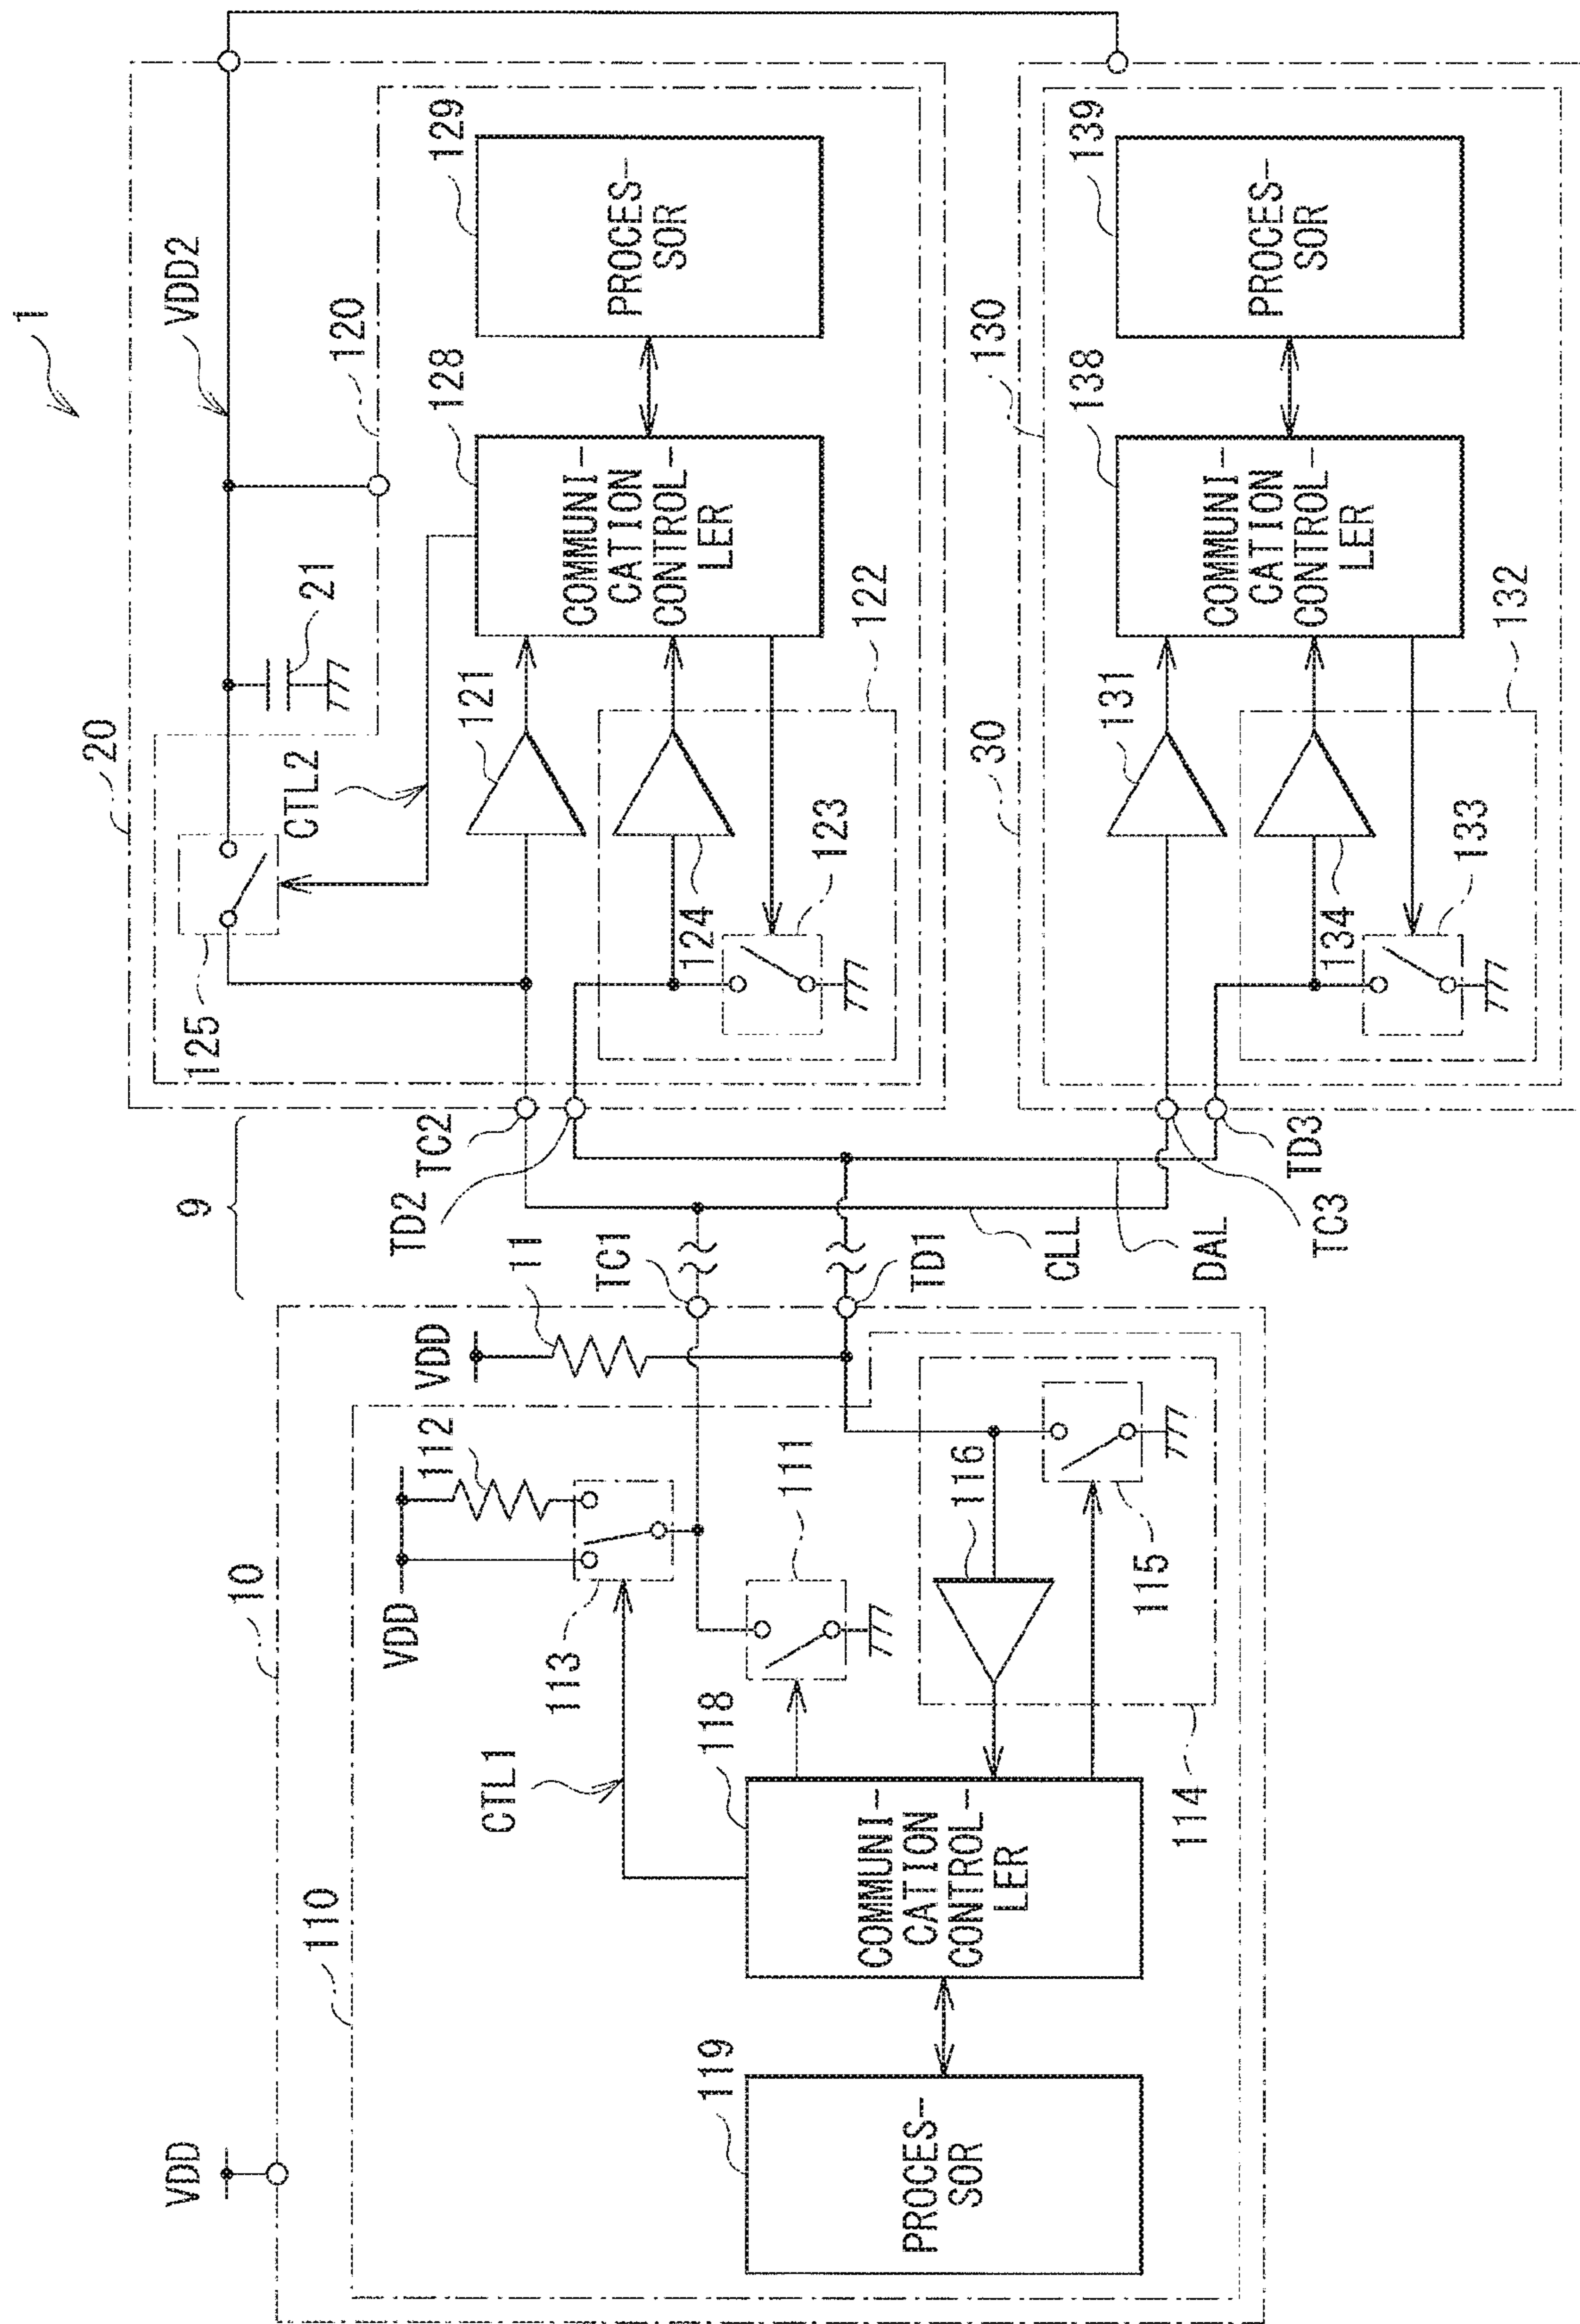 1
VDD
10
110
119
PROCES-
SOR
118
COMMUNI-
CATION
CONTROL-
LER
CTL1
113
VDD
112
111
VDD
11
116
115
114
TC1
TD1
9
CLL
DAL
TC2
TD2
TC3
TD3
20
125
CTL2
21
VDD2
120
121
124
123
122
128
COMMUNI-
CATION
CONTROL-
LER
129
PROCES-
SOR
30
130
131
134
133
132
138
COMMUNI-
CATION
CONTROL-
LER
139
PROCES-
SOR